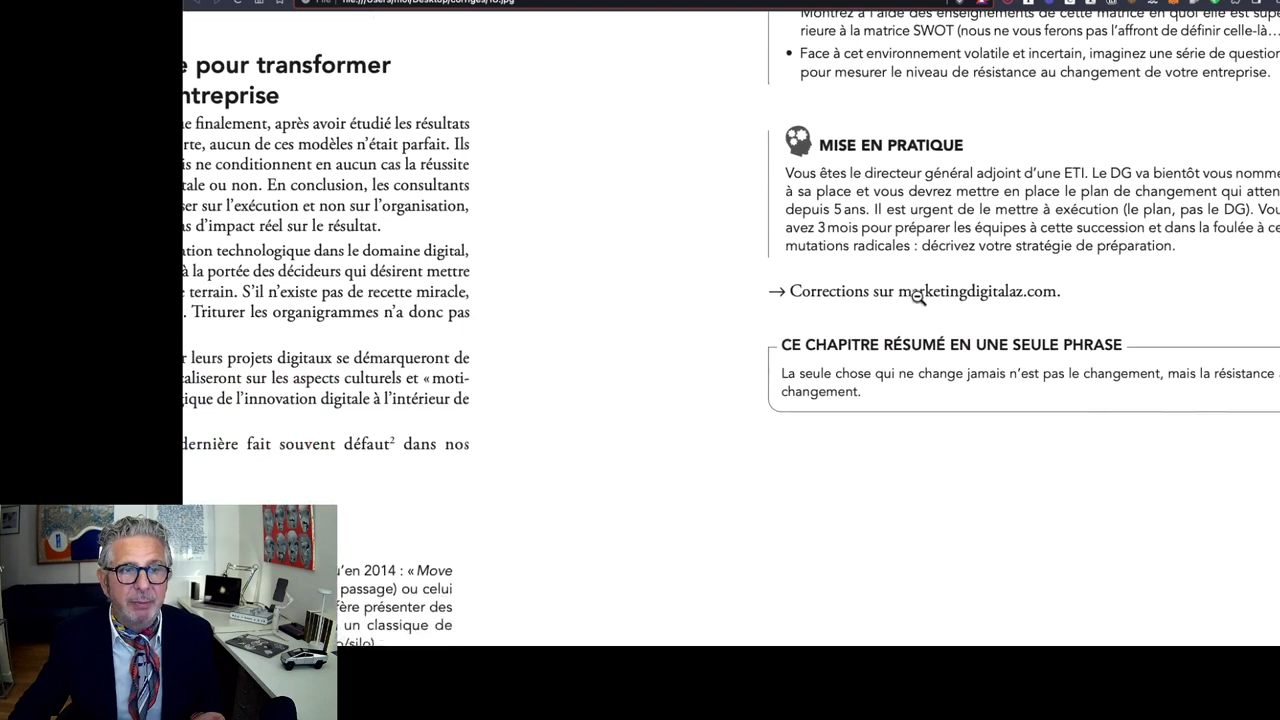 pour transformer
finalement, après avoir étudié les résultats
aucun de ces modèles n'était parfait. Ils
ne conditionnent en aucun cas la réussite
ou non. En conclusion, les consultants
sur l'exécution et non sur l'organisation,
d'impact réel sur le résultat.
technologique dans le domaine digital,
à la portée des décideurs qui désirent mettre
terrain. S'il n'existe pas de recette miracle,
. Triturer les organigrammes n'a donc pas
leurs projets digitaux se démarqueront de
sur les aspects culturels et « moti-
de l'innovation digitale à l'intérieur de
dernière fait souvent défaut² dans nos
qu'en 2014 : « Move
passage) ou celui
présenter des
un classique de
Montrez à l'aide des enseignements de cette matrice en quoi elle est supé
rieure à la matrice SWOT (nous ne vous ferons pas l'affront de définir celle-là…
• Face à cet environnement volatile et incertain, imaginez une série de question
pour mesurer le niveau de résistance au changement de votre entreprise.
MISE EN PRATIQUE
Vous êtes le directeur général adjoint d'une ETI. Le DG va bientôt vous nomme
à sa place et vous devrez mettre en place le plan de changement qui atten
depuis 5 ans. Il est urgent de le mettre à exécution (le plan, pas le DG). Vou
avez 3 mois pour préparer les équipes à cette succession et dans la foulée à ce
mutations radicales : décrivez votre stratégie de préparation.
→ Corrections sur marketingdigitalaz.com.
CE CHAPITRE RÉSUMÉ EN UNE SEULE PHRASE
La seule chose qui ne change jamais n'est pas le changement, mais la résistance a
changement.